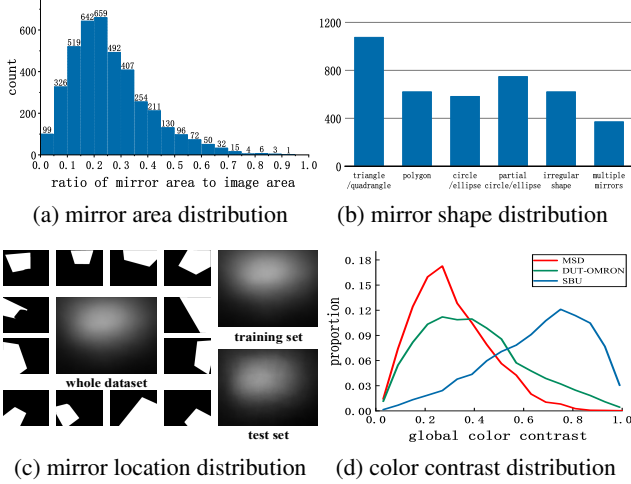 600
400
200
0
count
99
326
519
642
659
492
407
254
211
130
96
72
50
32
15
4
6
3
1
0.0 0.1 0.2 0.3 0.4 0.5 0.6 0.7 0.8 0.9 1.0
ratio of mirror area to image area
(a) mirror area distribution
1200
800
400
0
triangle
/quadrangle
polygon
circle
/ellipse
partial
circle/ellipse
irregular
shape
multiple
mirrors
(b) mirror shape distribution
whole dataset
training set
test set
(c) mirror location distribution
proportion
0.18
0.15
0.12
0.09
0.06
0.03
0.00
MSD
DUT-OMRON
SBU
0.0 0.2 0.4 0.6 0.8 1.0
global color contrast
(d) color contrast distribution